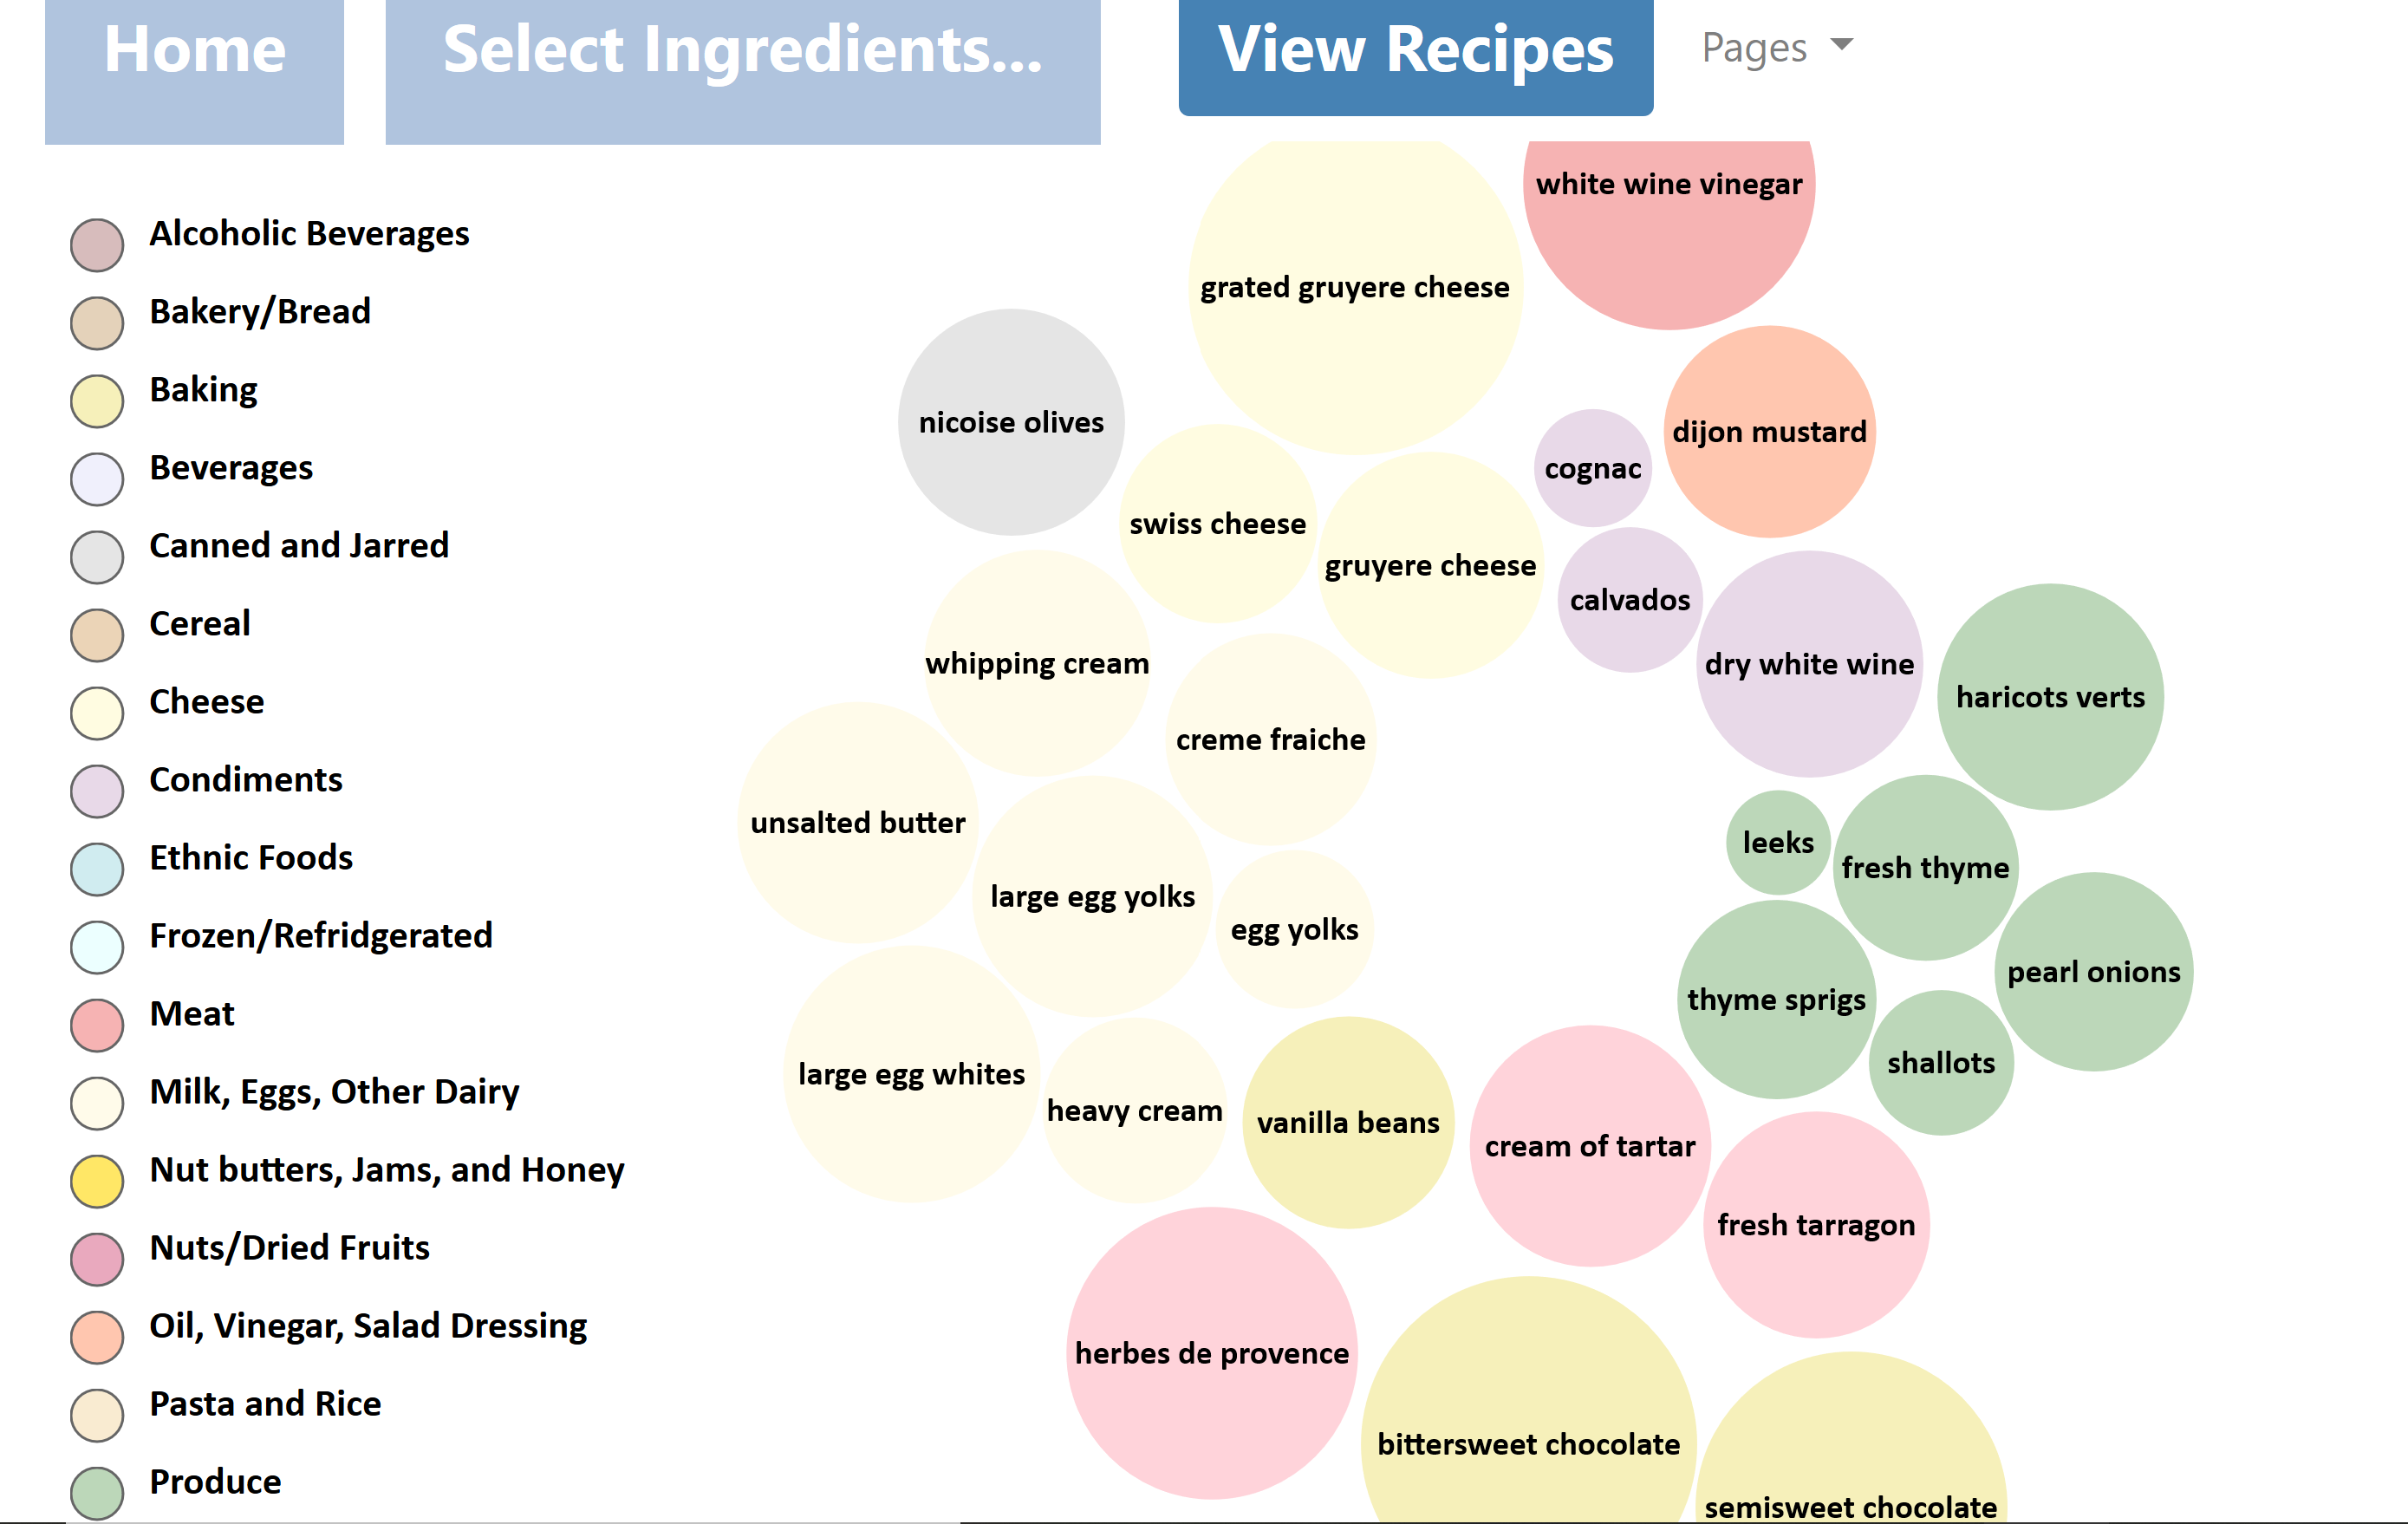 Home
Select Ingredients...
View Recipes
Pages
Alcoholic Beverages
Bakery/Bread
Baking
Beverages
Canned and Jarred
Cereal
Cheese
Condiments
Ethnic Foods
Frozen/Refridgerated
Meat
Milk, Eggs, Other Dairy
Nut butters, Jams, and Honey
Nuts/Dried Fruits
Oil, Vinegar, Salad Dressing
Pasta and Rice
Produce
white wine vinegar
grated gruyere cheese
nicoise olives
dijon mustard
cognac
swiss cheese
gruyere cheese
calvados
whipping cream
dry white wine
haricots verts
creme fraiche
unsalted butter
leeks
fresh thyme
large egg yolks
egg yolks
pearl onions
thyme sprigs
shallots
large egg whites
heavy cream
vanilla beans
cream of tartar
fresh tarragon
herbes de provence
bittersweet chocolate
semisweet chocolate